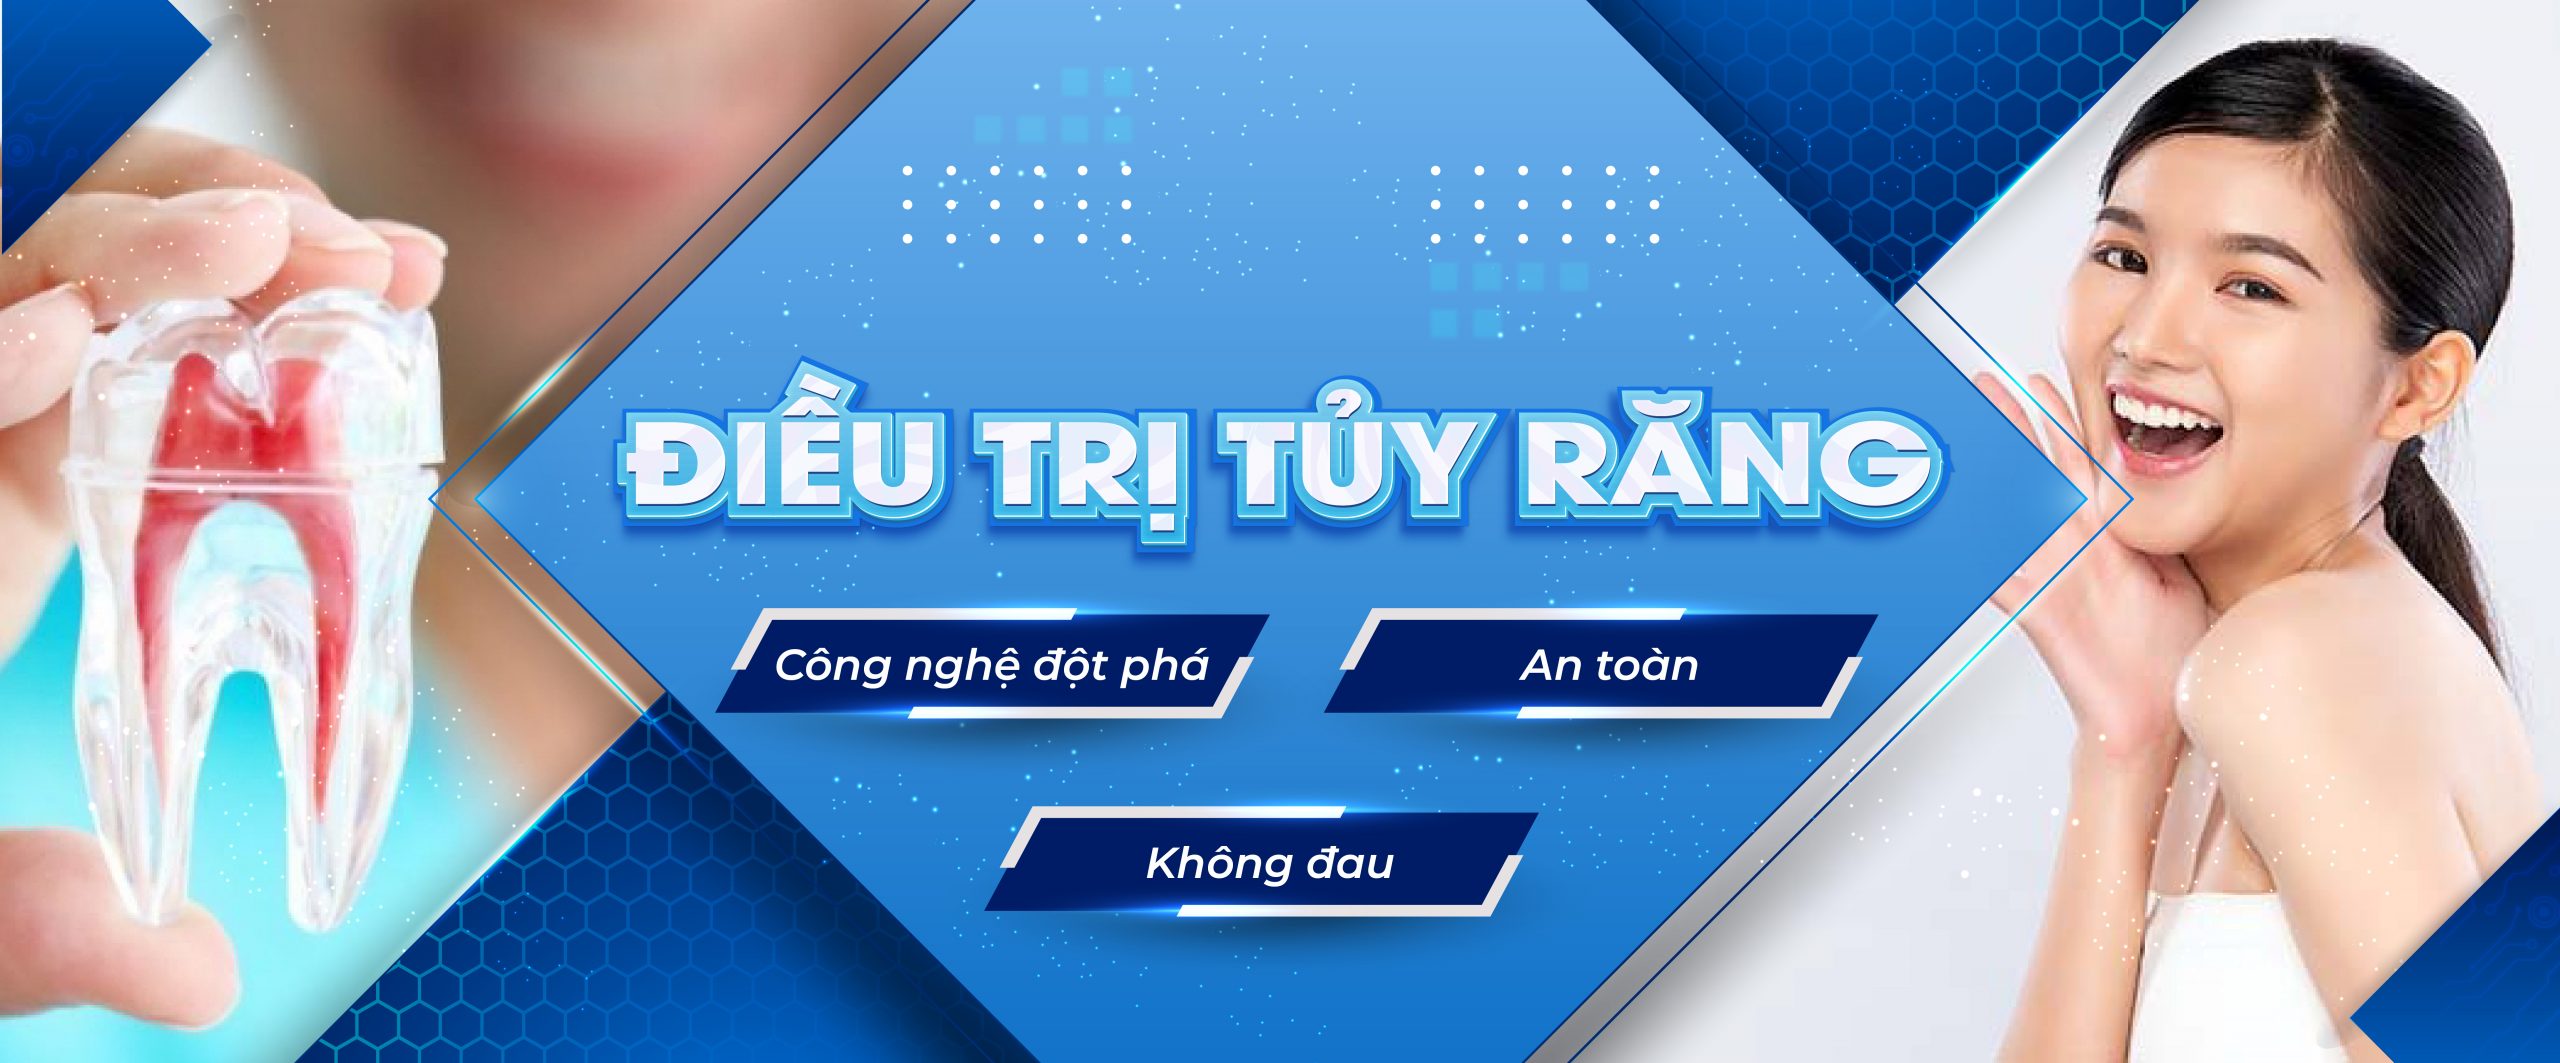 ĐIỀU TRỊ TỦY RĂNG
Công nghệ đột phá
An toàn
Không đau